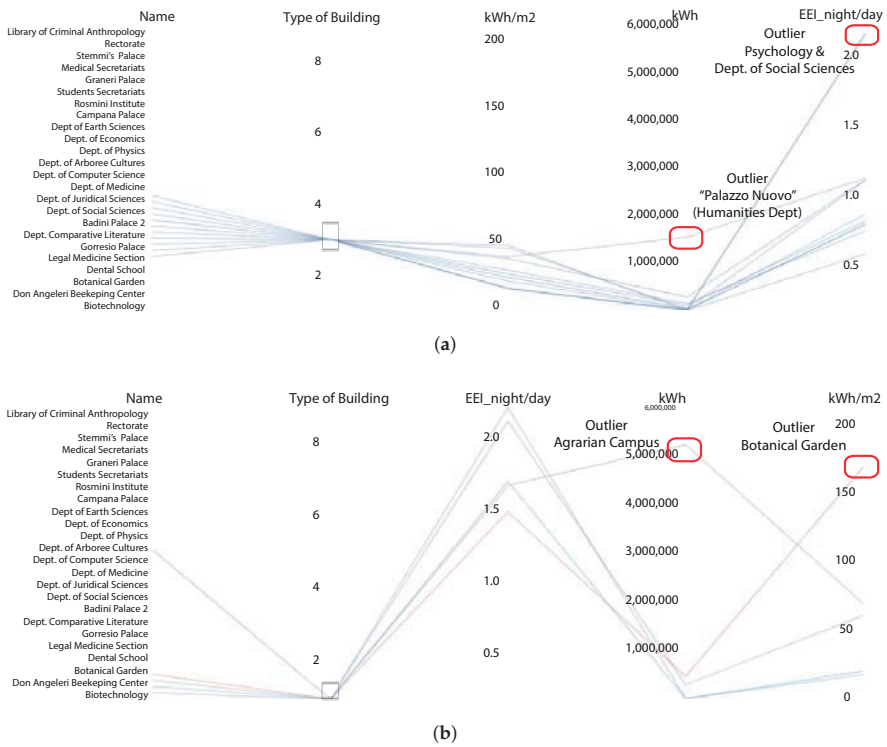 Name
Type of Building
kWh/m2
kWh
EEI_night/day
Library of Criminal Anthropology
Rectorate
Stemmi's Palace
Medical Secretariats
Graneri Palace
Students Secretariats
Rosmini Institute
Campana Palace
Dept of Earth Sciences
Dept. of Economics
Dept. of Physics
Dept. of Arboree Cultures
Dept. of Computer Science
Dept. of Medicine
Dept. of Juridical Sciences
Dept. of Social Sciences
Badini Palace 2
Dept. Comparative Literature
Gorresio Palace
Legal Medicine Section
Dental School
Botanical Garden
Don Angeleri Beekeping Center
Biotechnology
8
6
4
2
200
150
100
50
0
6,000,000
5,000,000
4,000,000
3,000,000
2,000,000
1,000,000
Outlier
Psychology &
Dept. of Social Sciences
Outlier
"Palazzo Nuovo"
(Humanities Dept)
2.0
1.5
1.0
0.5
(a)
Name
Type of Building
EEI_night/day
kWh
kWh/m2
Library of Criminal Anthropology
Rectorate
Stemmi's Palace
Medical Secretariats
Graneri Palace
Students Secretariats
Rosmini Institute
Campana Palace
Dept of Earth Sciences
Dept. of Economics
Dept. of Physics
Dept. of Arboree Cultures
Dept. of Computer Science
Dept. of Medicine
Dept. of Juridical Sciences
Dept. of Social Sciences
Badini Palace 2
Dept. Comparative Literature
Gorresio Palace
Legal Medicine Section
Dental School
Botanical Garden
Don Angeleri Beekeping Center
Biotechnology
8
6
4
2
2.0
1.5
1.0
0.5
Outlier
Agrarian Campus
6,000,000
5,000,000
4,000,000
3,000,000
2,000,000
1,000,000
Outlier
Botanical Garden
200
150
100
50
0
(b)